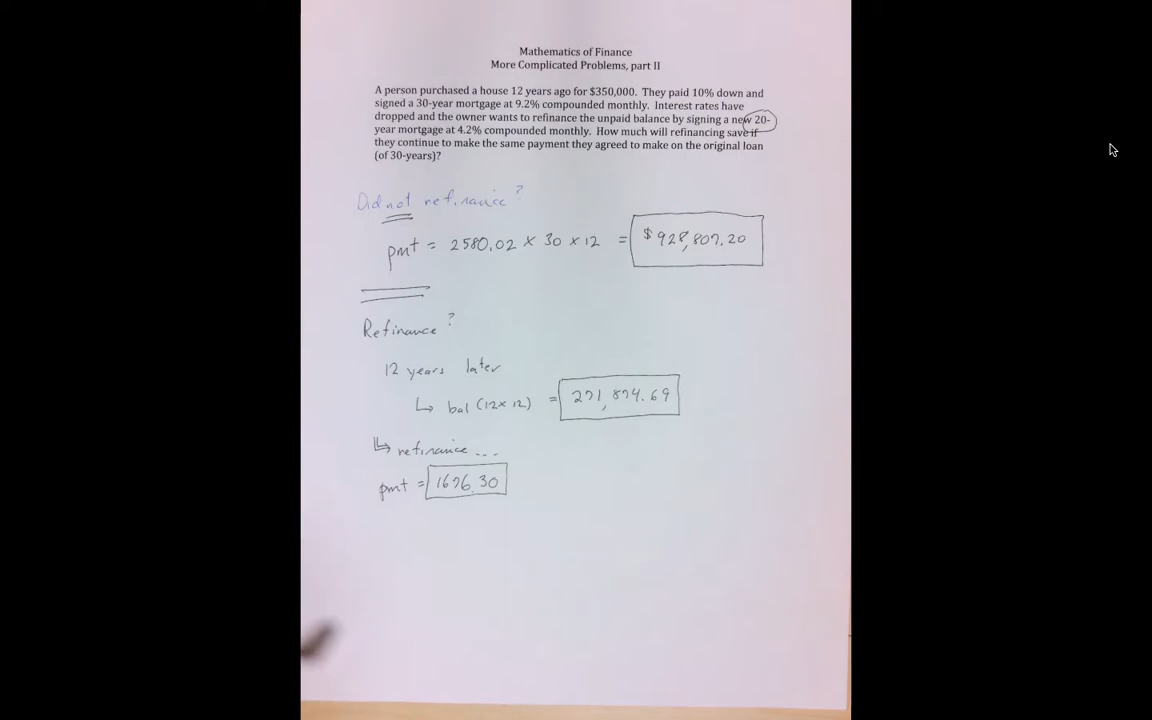 Mathematics of Finance
More Complicated Problems, part II
A person purchased a house 12 years ago for $350,000. They paid 10% down and
signed a 30-year mortgage at 9.2% compounded monthly. Interest rates have
dropped and the owner wants to refinance the unpaid balance by signing a new 20-
year mortgage at 4.2% compounded monthly. How much will refinancing save if
they continue to make the same payment they agreed to make on the original loan
(of 30-years)?
Did not refinance?
pmt = 2580.02 × 30 × 12 = $928,807.20
Refinance?
12 years later
↳ bal (12×12) = 271,874.69
↳ refinance...
pmt = 1676.30